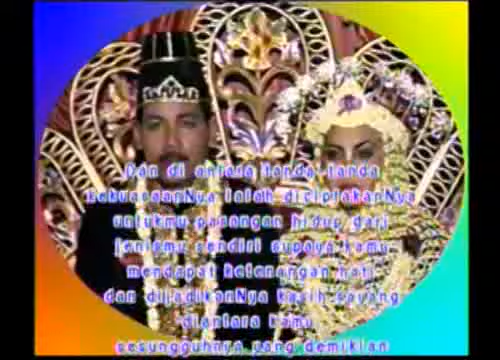 Dan di antara tanda-tanda
kekuasaanNya ialah diciptakanNya
untukmu pasangan hidup dari
jenismu sendiri supaya kamu
mendapat ketenangan hati
dan dijadikanNya kasih sayang
diantara kamu
sesungguhnya yang demikian